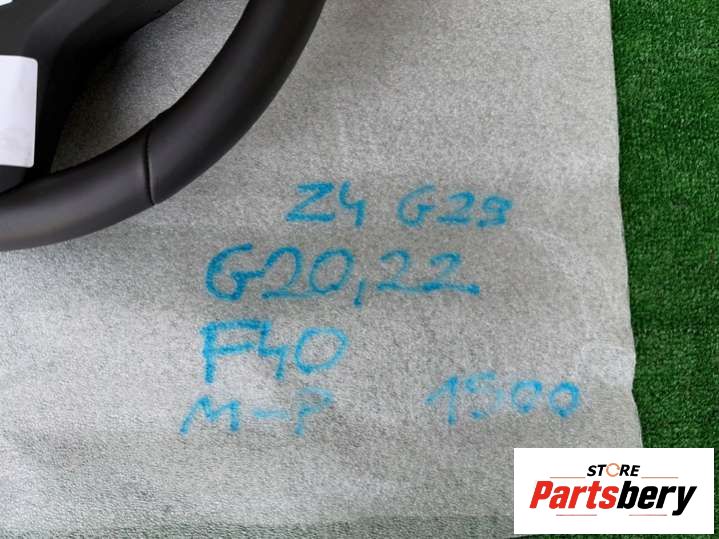 Z4 G29
G20,22
F40
M-P 1500
STORE
Partsbery